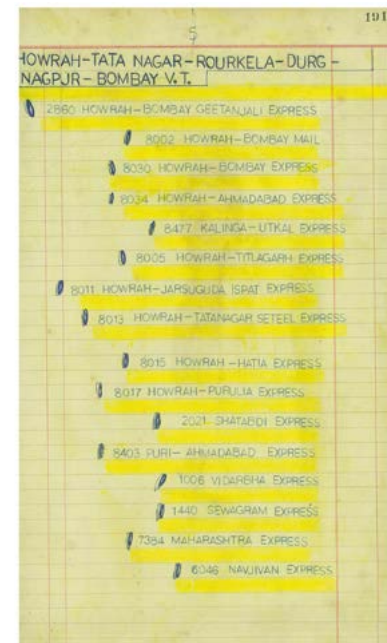 191
5
HOWRAH-TATA NAGAR-ROURKELA-DURG-
NAGPUR-BOMBAY V.T.
2860 HOWRAH-BOMBAY GEETANJALI EXPRESS
8002 HOWRAH-BOMBAY MAIL
8030 HOWRAH-BOMBAY EXPRESS
8034 HOWRAH-AHMADABAD EXPRESS
8477 KALINGA-UTKAL EXPRESS
8005 HOWRAH-TITLAGARH EXPRESS
8011 HOWRAH-JARSUGUDA ISPAT EXPRESS
8013 HOWRAH-TATANAGAR SETEEL EXPRESS
8015 HOWRAH-HATIA EXPRESS
8017 HOWRAH-PURULIA EXPRESS
2021 SHATABDI EXPRESS
8403 PURI-AHMADABAD EXPRESS
1006 VIDARBHA EXPRESS
1440 SEWAGRAM EXPRESS
7384 MAHARASHTRA EXPRESS
6046 NAVJIVAN EXPRESS